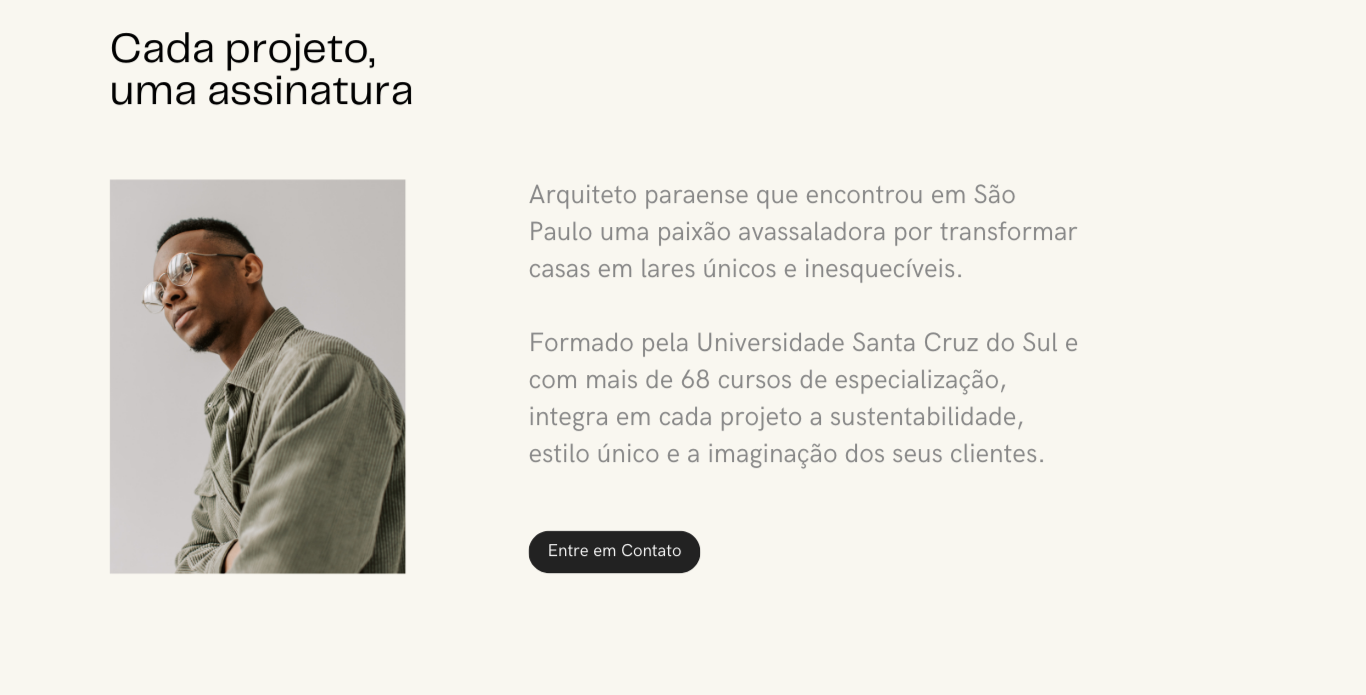 Cada projeto,
uma assinatura
Arquiteto paraense que encontrou em São
Paulo uma paixão avassaladora por transformar
casas em lares únicos e inesquecíveis.
Formado pela Universidade Santa Cruz do Sul e
com mais de 68 cursos de especialização,
integra em cada projeto a sustentabilidade,
estilo único e a imaginação dos seus clientes.
Entre em Contato